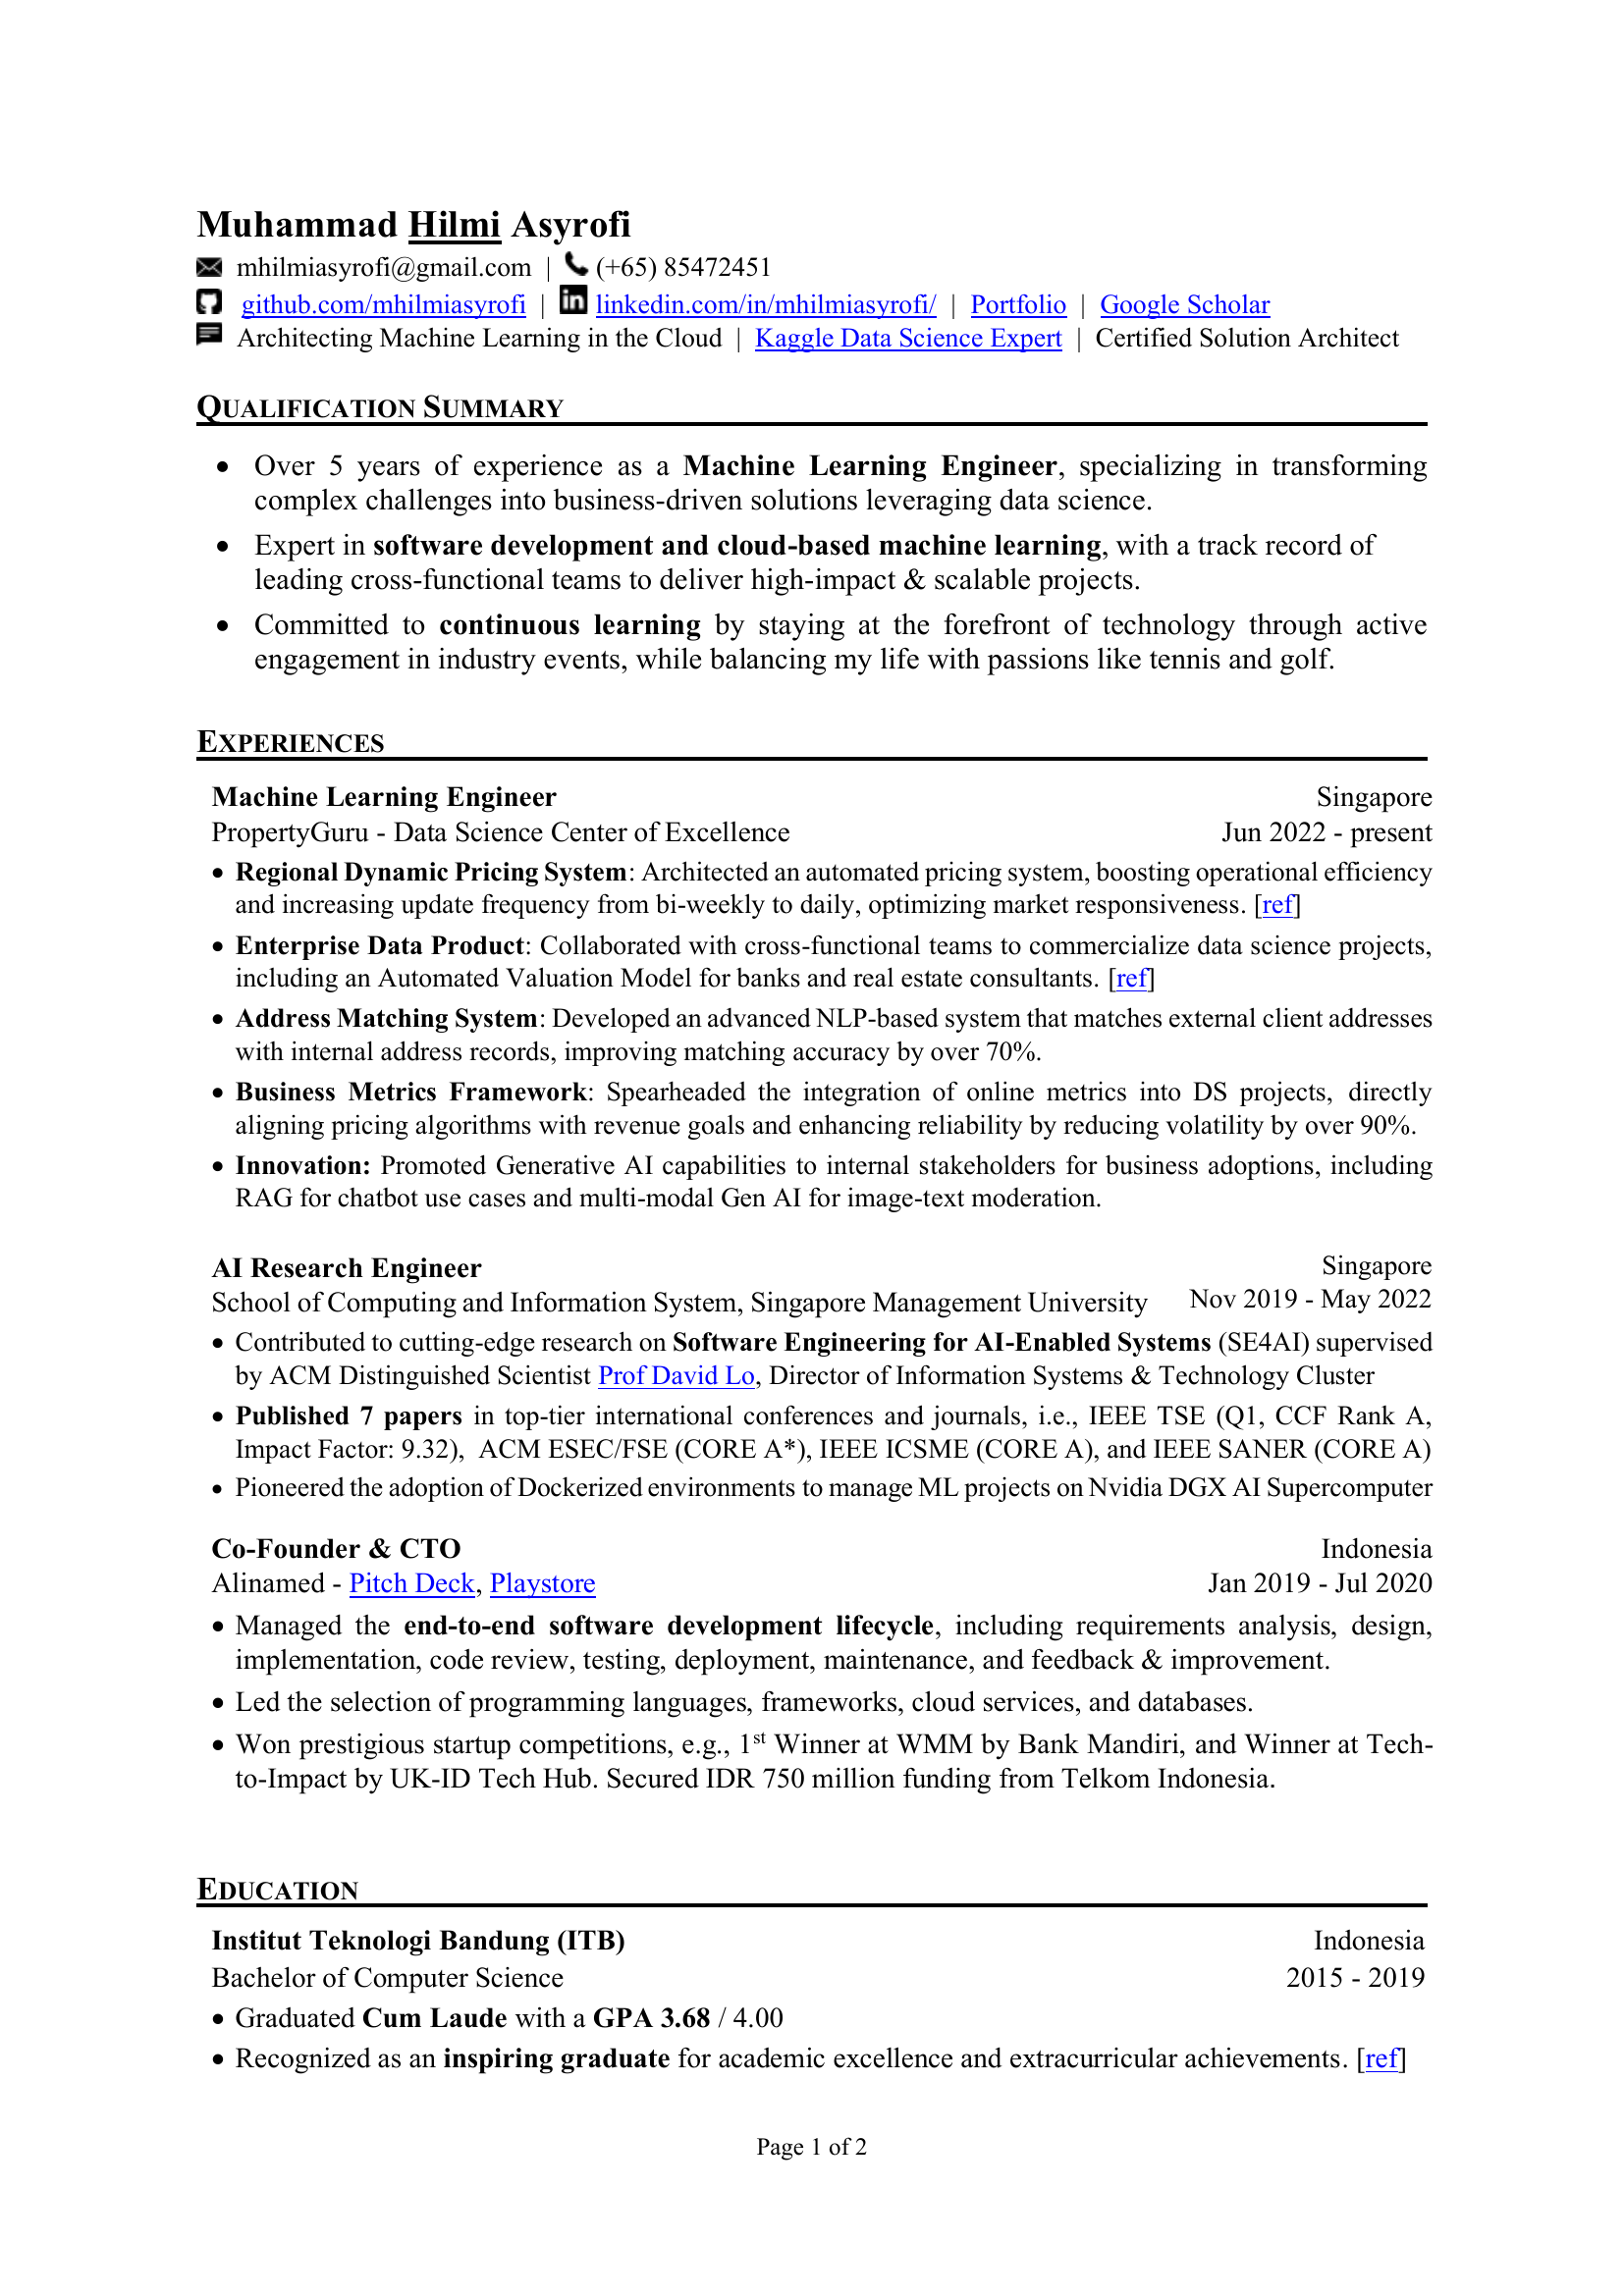 Muhammad Hilmi Asyrofi
mhilmiasyrofi@gmail.com | (+65) 85472451
github.com/mhilmiasyrofi | linkedin.com/in/mhilmiasyrofi/ | Portfolio | Google Scholar
Architecting Machine Learning in the Cloud | Kaggle Data Science Expert | Certified Solution Architect
QUALIFICATION SUMMARY
• Over 5 years of experience as a Machine Learning Engineer, specializing in transforming
complex challenges into business-driven solutions leveraging data science.
• Expert in software development and cloud-based machine learning, with a track record of
leading cross-functional teams to deliver high-impact & scalable projects.
• Committed to continuous learning by staying at the forefront of technology through active
engagement in industry events, while balancing my life with passions like tennis and golf.
EXPERIENCES
Machine Learning Engineer Singapore
PropertyGuru - Data Science Center of Excellence Jun 2022 - present
• Regional Dynamic Pricing System: Architected an automated pricing system, boosting operational efficiency
and increasing update frequency from bi-weekly to daily, optimizing market responsiveness. [ref]
• Enterprise Data Product: Collaborated with cross-functional teams to commercialize data science projects,
including an Automated Valuation Model for banks and real estate consultants. [ref]
• Address Matching System: Developed an advanced NLP-based system that matches external client addresses
with internal address records, improving matching accuracy by over 70%.
• Business Metrics Framework: Spearheaded the integration of online metrics into DS projects, directly
aligning pricing algorithms with revenue goals and enhancing reliability by reducing volatility by over 90%.
• Innovation: Promoted Generative AI capabilities to internal stakeholders for business adoptions, including
RAG for chatbot use cases and multi-modal Gen AI for image-text moderation.
AI Research Engineer Singapore
School of Computing and Information System, Singapore Management University Nov 2019 - May 2022
• Contributed to cutting-edge research on Software Engineering for AI-Enabled Systems (SE4AI) supervised
by ACM Distinguished Scientist Prof David Lo, Director of Information Systems & Technology Cluster
• Published 7 papers in top-tier international conferences and journals, i.e., IEEE TSE (Q1, CCF Rank A,
Impact Factor: 9.32), ACM ESEC/FSE (CORE A*), IEEE ICSME (CORE A), and IEEE SANER (CORE A)
• Pioneered the adoption of Dockerized environments to manage ML projects on Nvidia DGX AI Supercomputer
Co-Founder & CTO Indonesia
Alinamed - Pitch Deck, Playstore Jan 2019 - Jul 2020
• Managed the end-to-end software development lifecycle, including requirements analysis, design,
implementation, code review, testing, deployment, maintenance, and feedback & improvement.
• Led the selection of programming languages, frameworks, cloud services, and databases.
• Won prestigious startup competitions, e.g., 1st Winner at WMM by Bank Mandiri, and Winner at Tech-
to-Impact by UK-ID Tech Hub. Secured IDR 750 million funding from Telkom Indonesia.
EDUCATION
Institut Teknologi Bandung (ITB) Indonesia
Bachelor of Computer Science 2015 - 2019
• Graduated Cum Laude with a GPA 3.68 / 4.00
• Recognized as an inspiring graduate for academic excellence and extracurricular achievements. [ref]
Page 1 of 2